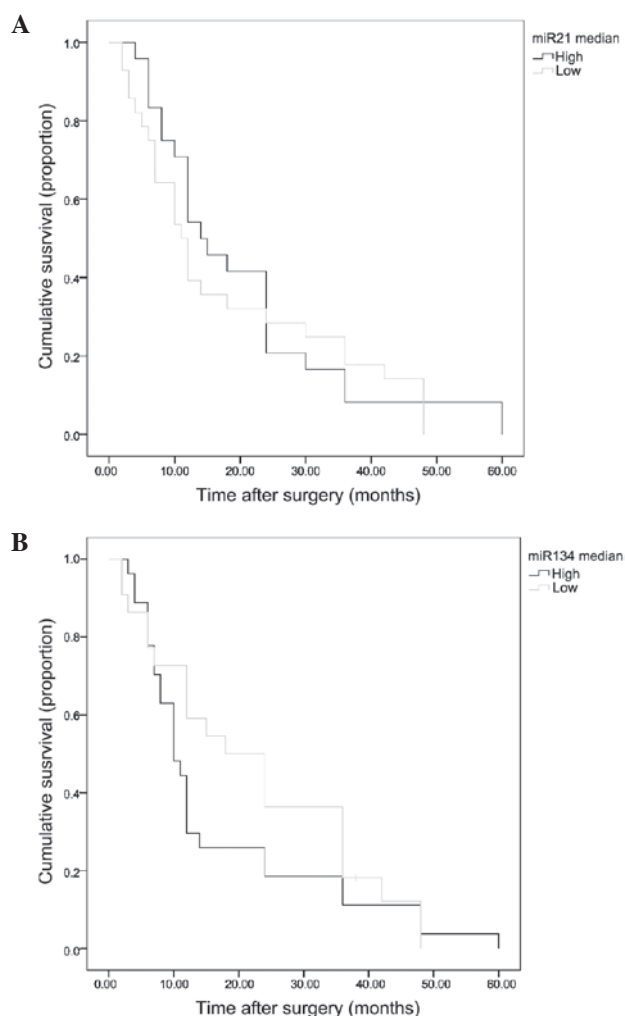 A
miR21 median
High
Low
Cumulative susrvival (proportion)
1.0
0.8
0.6
0.4
0.2
0.0
0.00 10.00 20.00 30.00 40.00 50.00 60.00
Time after surgery (months)
B
miR134 median
High
Low
Cumulative susrvival (proportion)
1.0
0.8
0.6
0.4
0.2
0.0
0.00 10.00 20.00 30.00 40.00 50.00 60.00
Time after surgery (months)